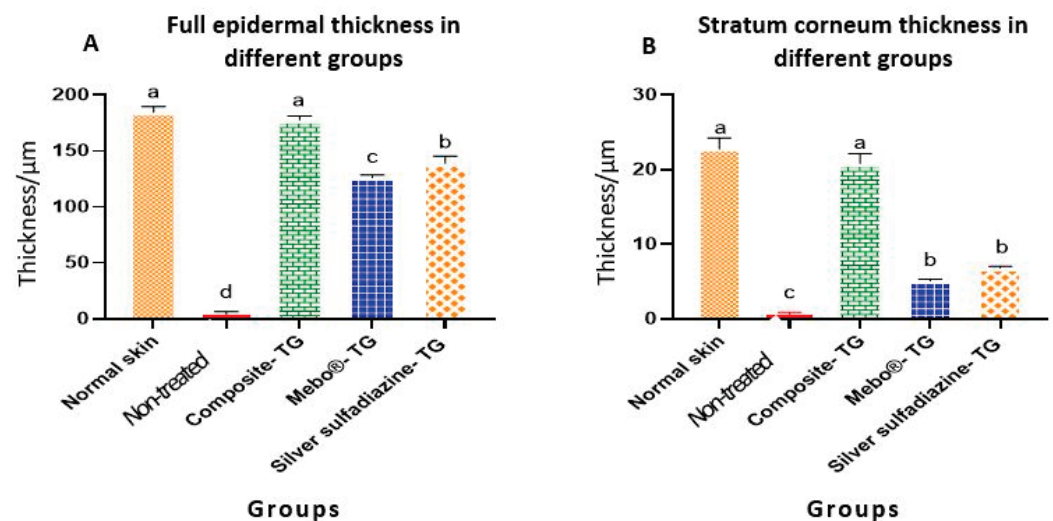 A
Full epidermal thickness in
different groups
Thickness/µm
200
150
100
50
0
a
d
a
c
b
Normal skin
Non-treated
Composite- TG
Mebo®- TG
Silver sulfadiazine- TG
Groups
B
Stratum corneum thickness in
different groups
Thickness/µm
30
20
10
0
a
c
a
b
b
Normal skin
Non-treated
Composite- TG
Mebo®- TG
Silver sulfadiazine- TG
Groups